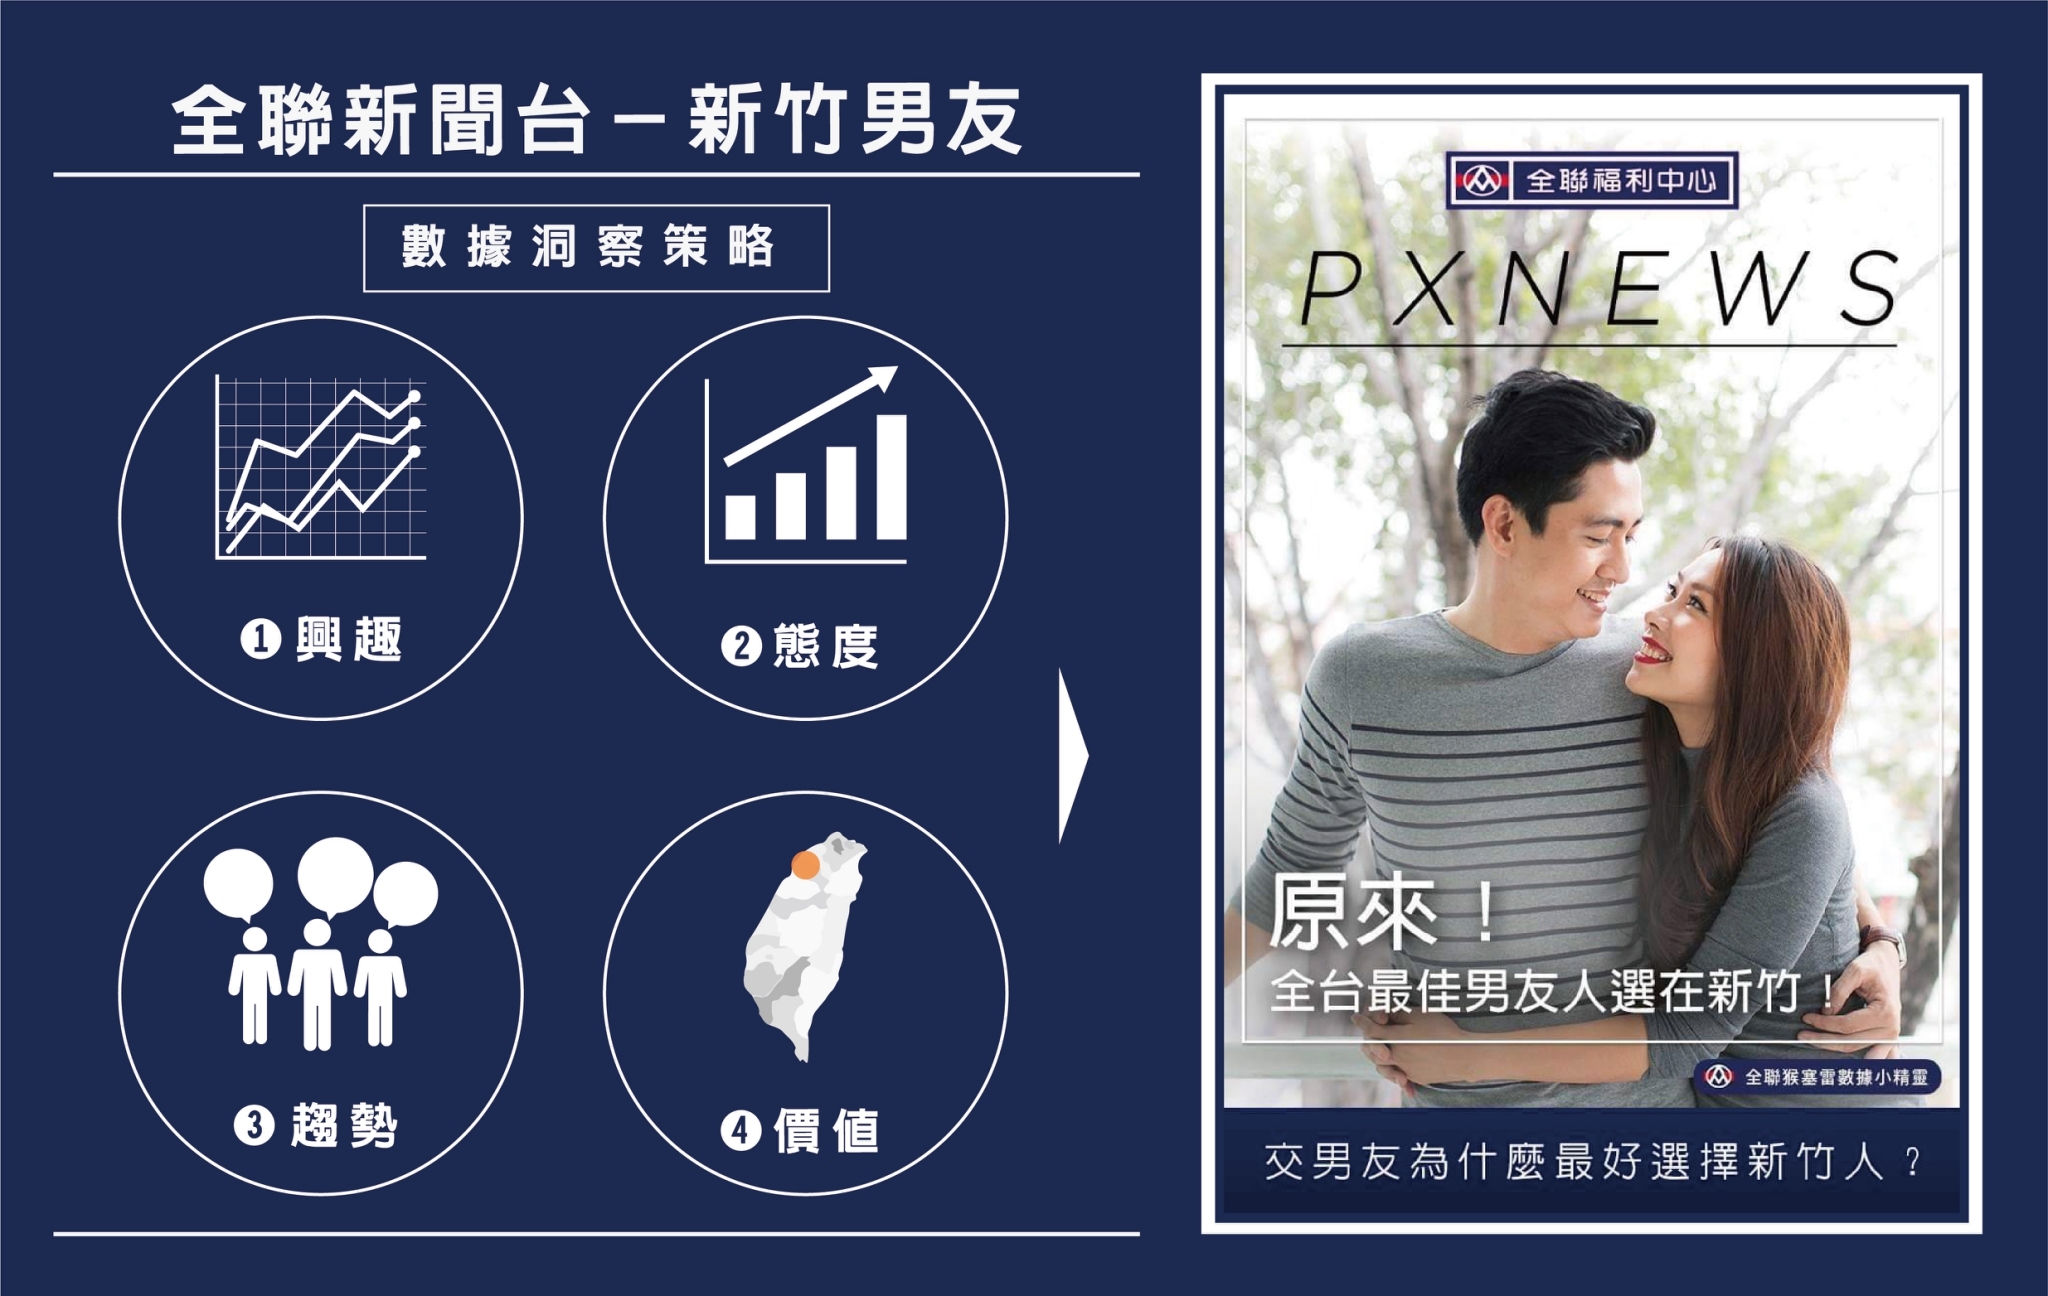 全聯新聞台－新竹男友
數據洞察策略
❶興趣
❷態度
❸趨勢
❹價值
全聯福利中心
PXNEWS
原來！
全台最佳男友人選在新竹！
全聯猴塞雷數據小精靈
交男友為什麼最好選擇新竹人？